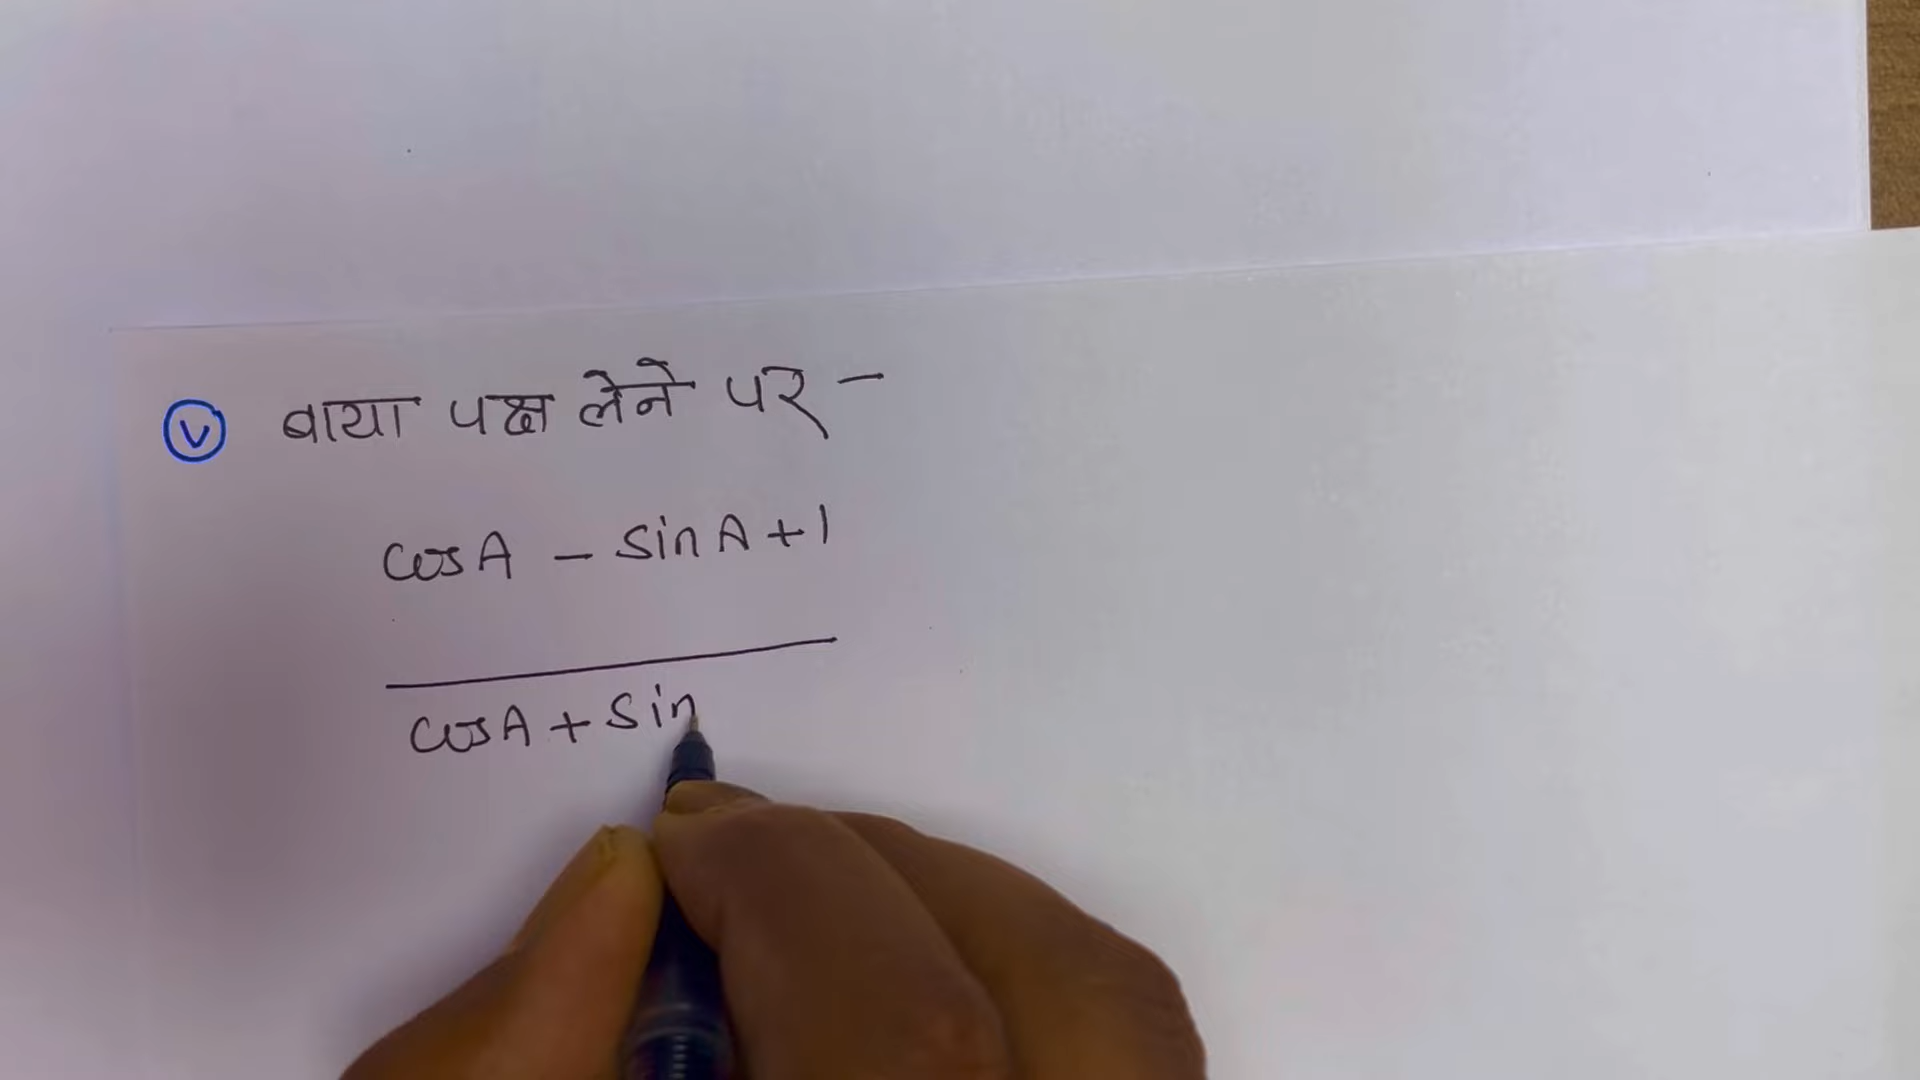 v बाया पक्ष लेने पर –
cosA – sinA + 1
cosA + sin